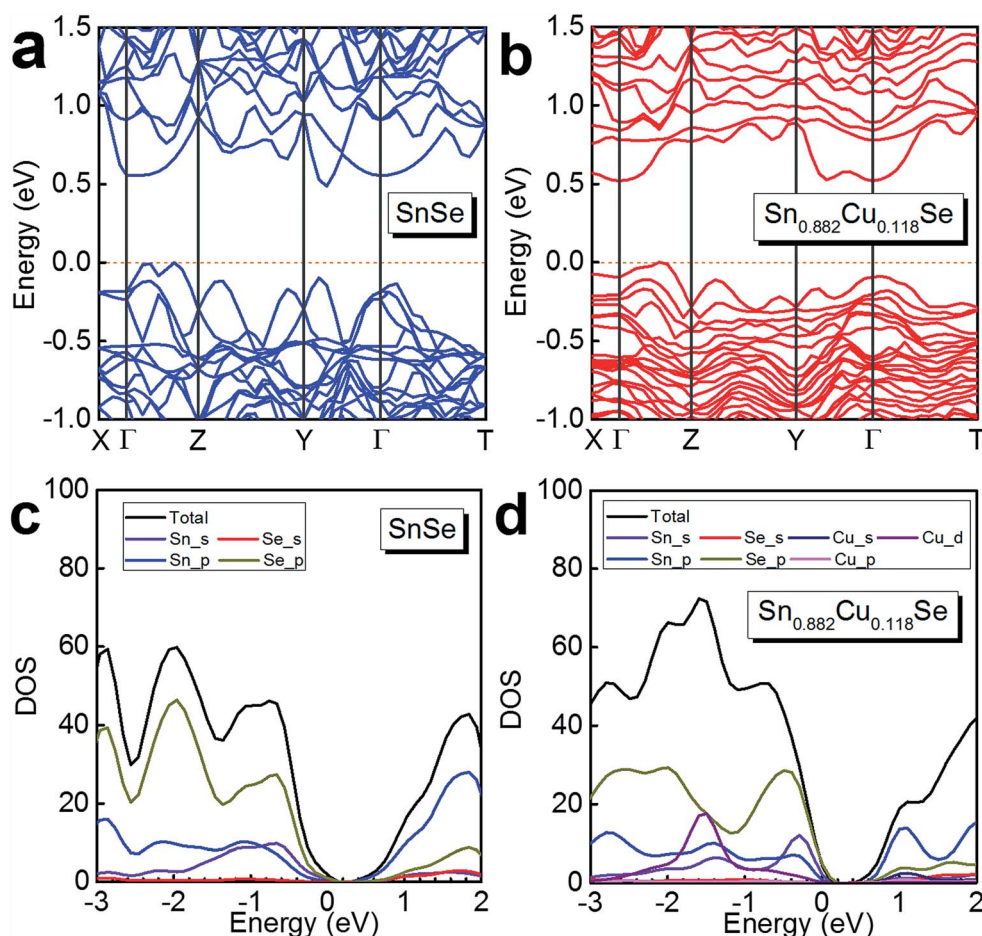 a
1.5
1.0
0.5
0.0
-0.5
-1.0
Energy (eV)
SnSe
X Γ Z Y Γ T
b
1.5
1.0
0.5
0.0
-0.5
-1.0
Energy (eV)
Sn0.882Cu0.118Se
X Γ Z Y Γ T
c
100
80
60
40
20
0
DOS
Total
Sn_s Se_s
Sn_p Se_p
SnSe
-3 -2 -1 0 1 2
Energy (eV)
d
100
80
60
40
20
0
DOS
Total
Sn_s Se_s Cu_s Cu_d
Sn_p Se_p Cu_p
Sn0.882Cu0.118Se
-3 -2 -1 0 1 2
Energy (eV)